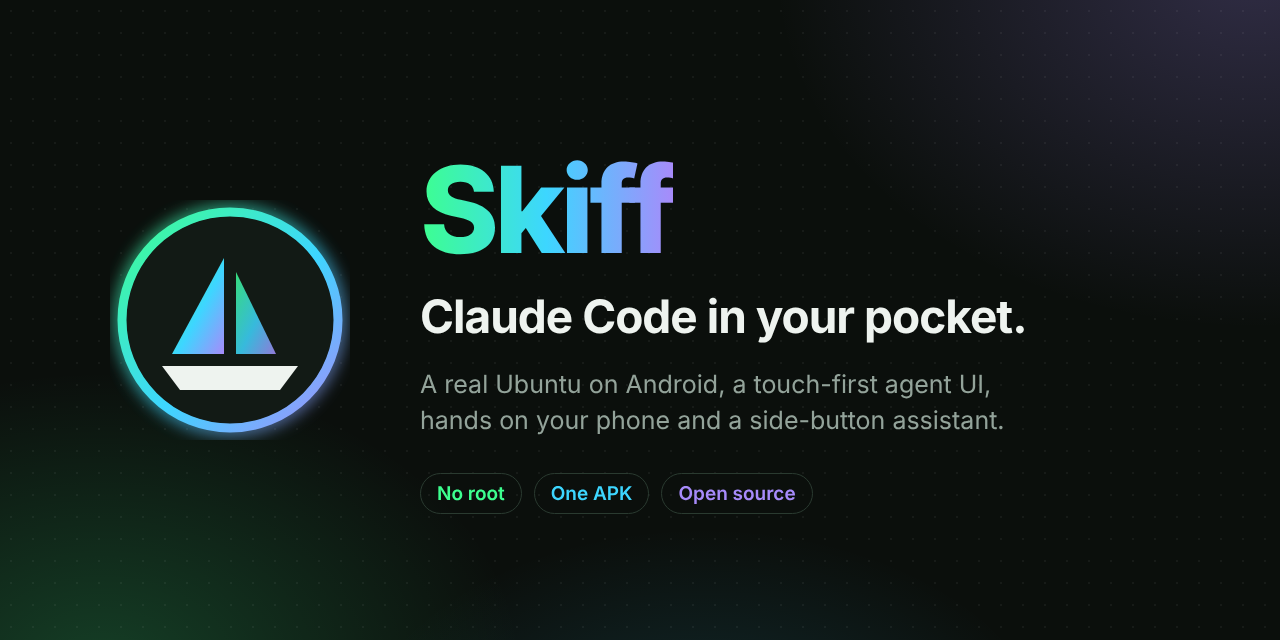 Skiff
Claude Code in your pocket.
A real Ubuntu on Android, a touch-first agent UI,
hands on your phone and a side-button assistant.
No root
One APK
Open source